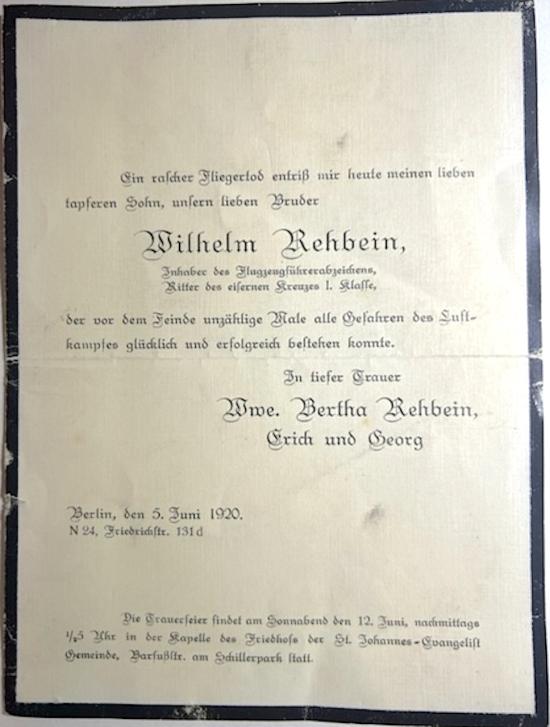 Ein rascher Fliegertod entriß mir heute meinen lieben
tapferen Sohn, unsern lieben Bruder
Wilhelm Rehbein,
Inhaber des Flugzeugführerabzeichens,
Ritter des eisernen Kreuzes I. Klasse,
der vor dem Feinde unzählige Male alle Gefahren des Luft-
kampfes glücklich und erfolgreich bestehen konnte.
In tiefer Trauer
Wwe. Bertha Rehbein,
Erich und Georg
Berlin, den 5. Juni 1920.
N 24, Friedrichstr. 131 d
Die Trauerfeier findet am Sonnabend den 12. Juni, nachmittags
1/25 Uhr in der Kapelle des Friedhofs der St. Johannes-Evangelist
Gemeinde, Barfußstr. am Schillerpark statt.